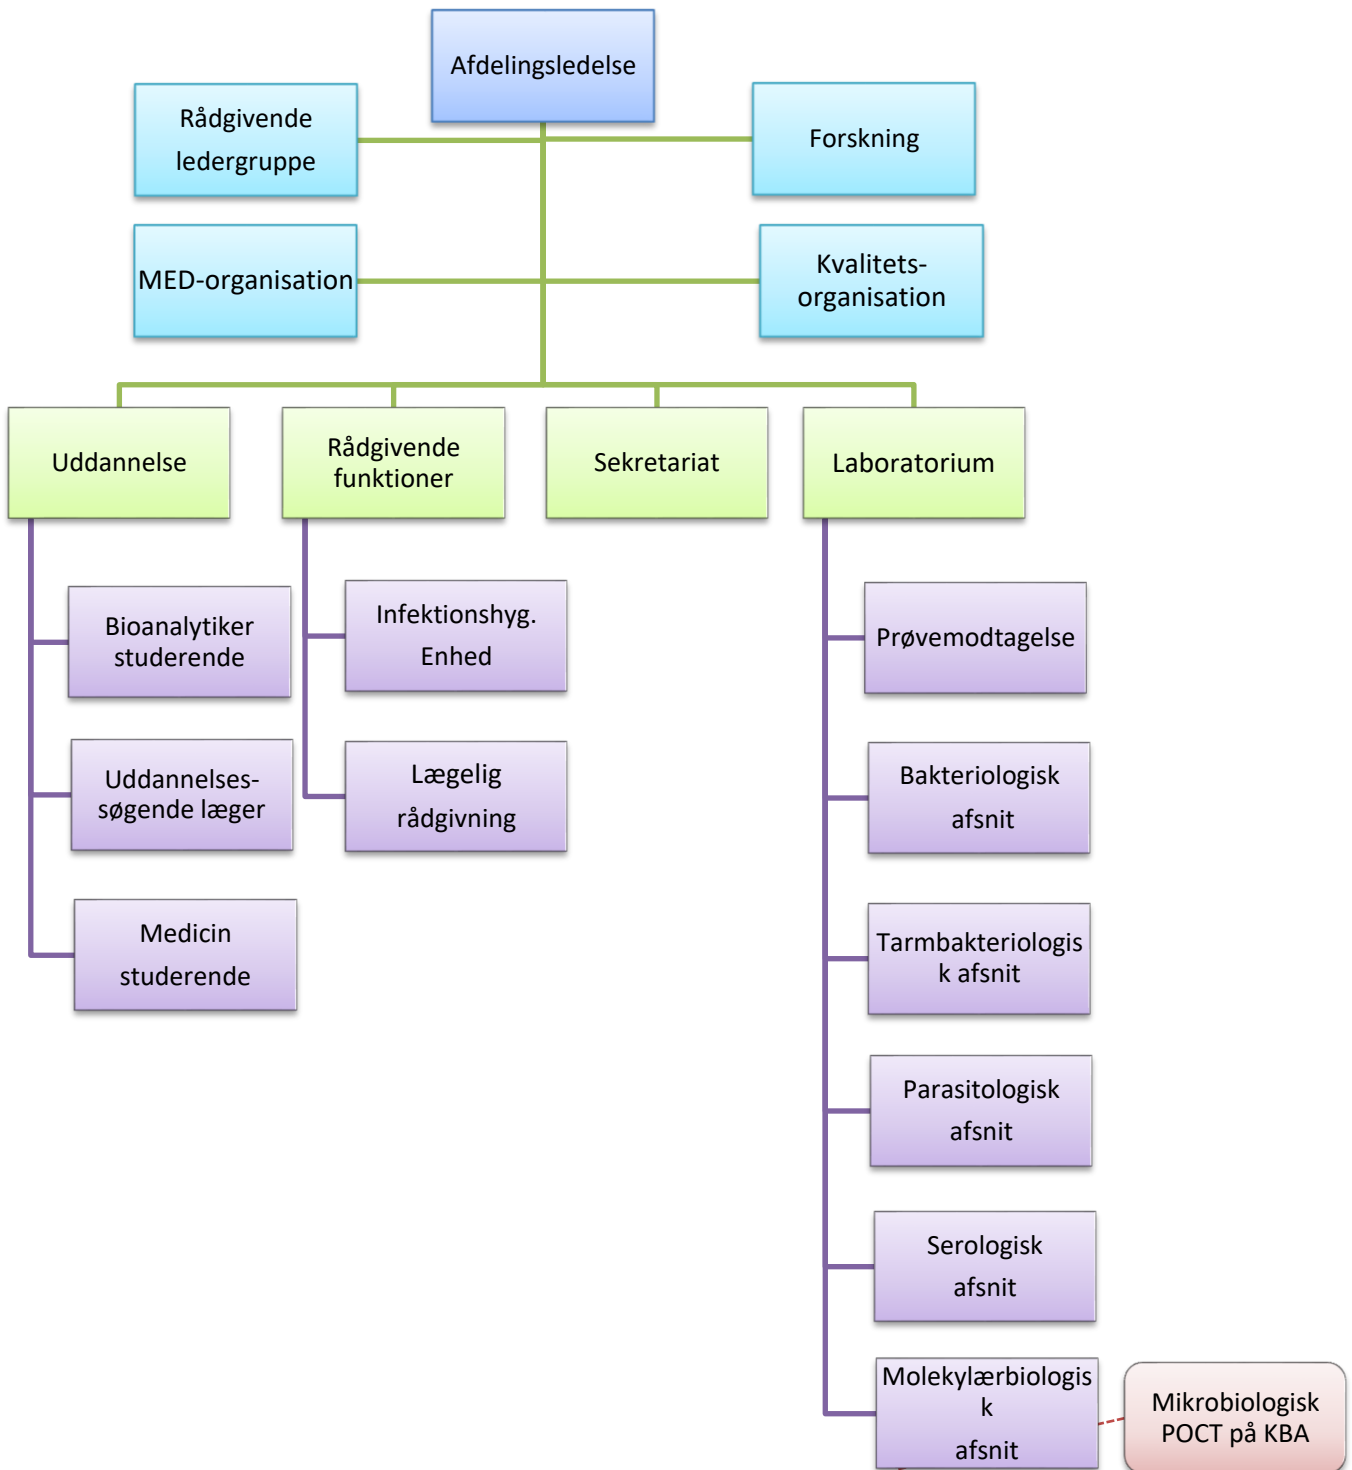 Afdelingsledelse
Rådgivende
ledergruppe
Forskning
MED-organisation
Kvalitets-
organisation
Uddannelse
Rådgivende
funktioner
Sekretariat
Laboratorium
Bioanalytiker
studerende
Uddannelses-
søgende læger
Medicin
studerende
Infektionshyg.
Enhed
Lægelig
rådgivning
Prøvemodtagelse
Bakteriologisk
afsnit
Tarmbakteriologis
k afsnit
Parasitologisk
afsnit
Serologisk
afsnit
Molekylærbiologis
k
afsnit
Mikrobiologisk
POCT på KBA